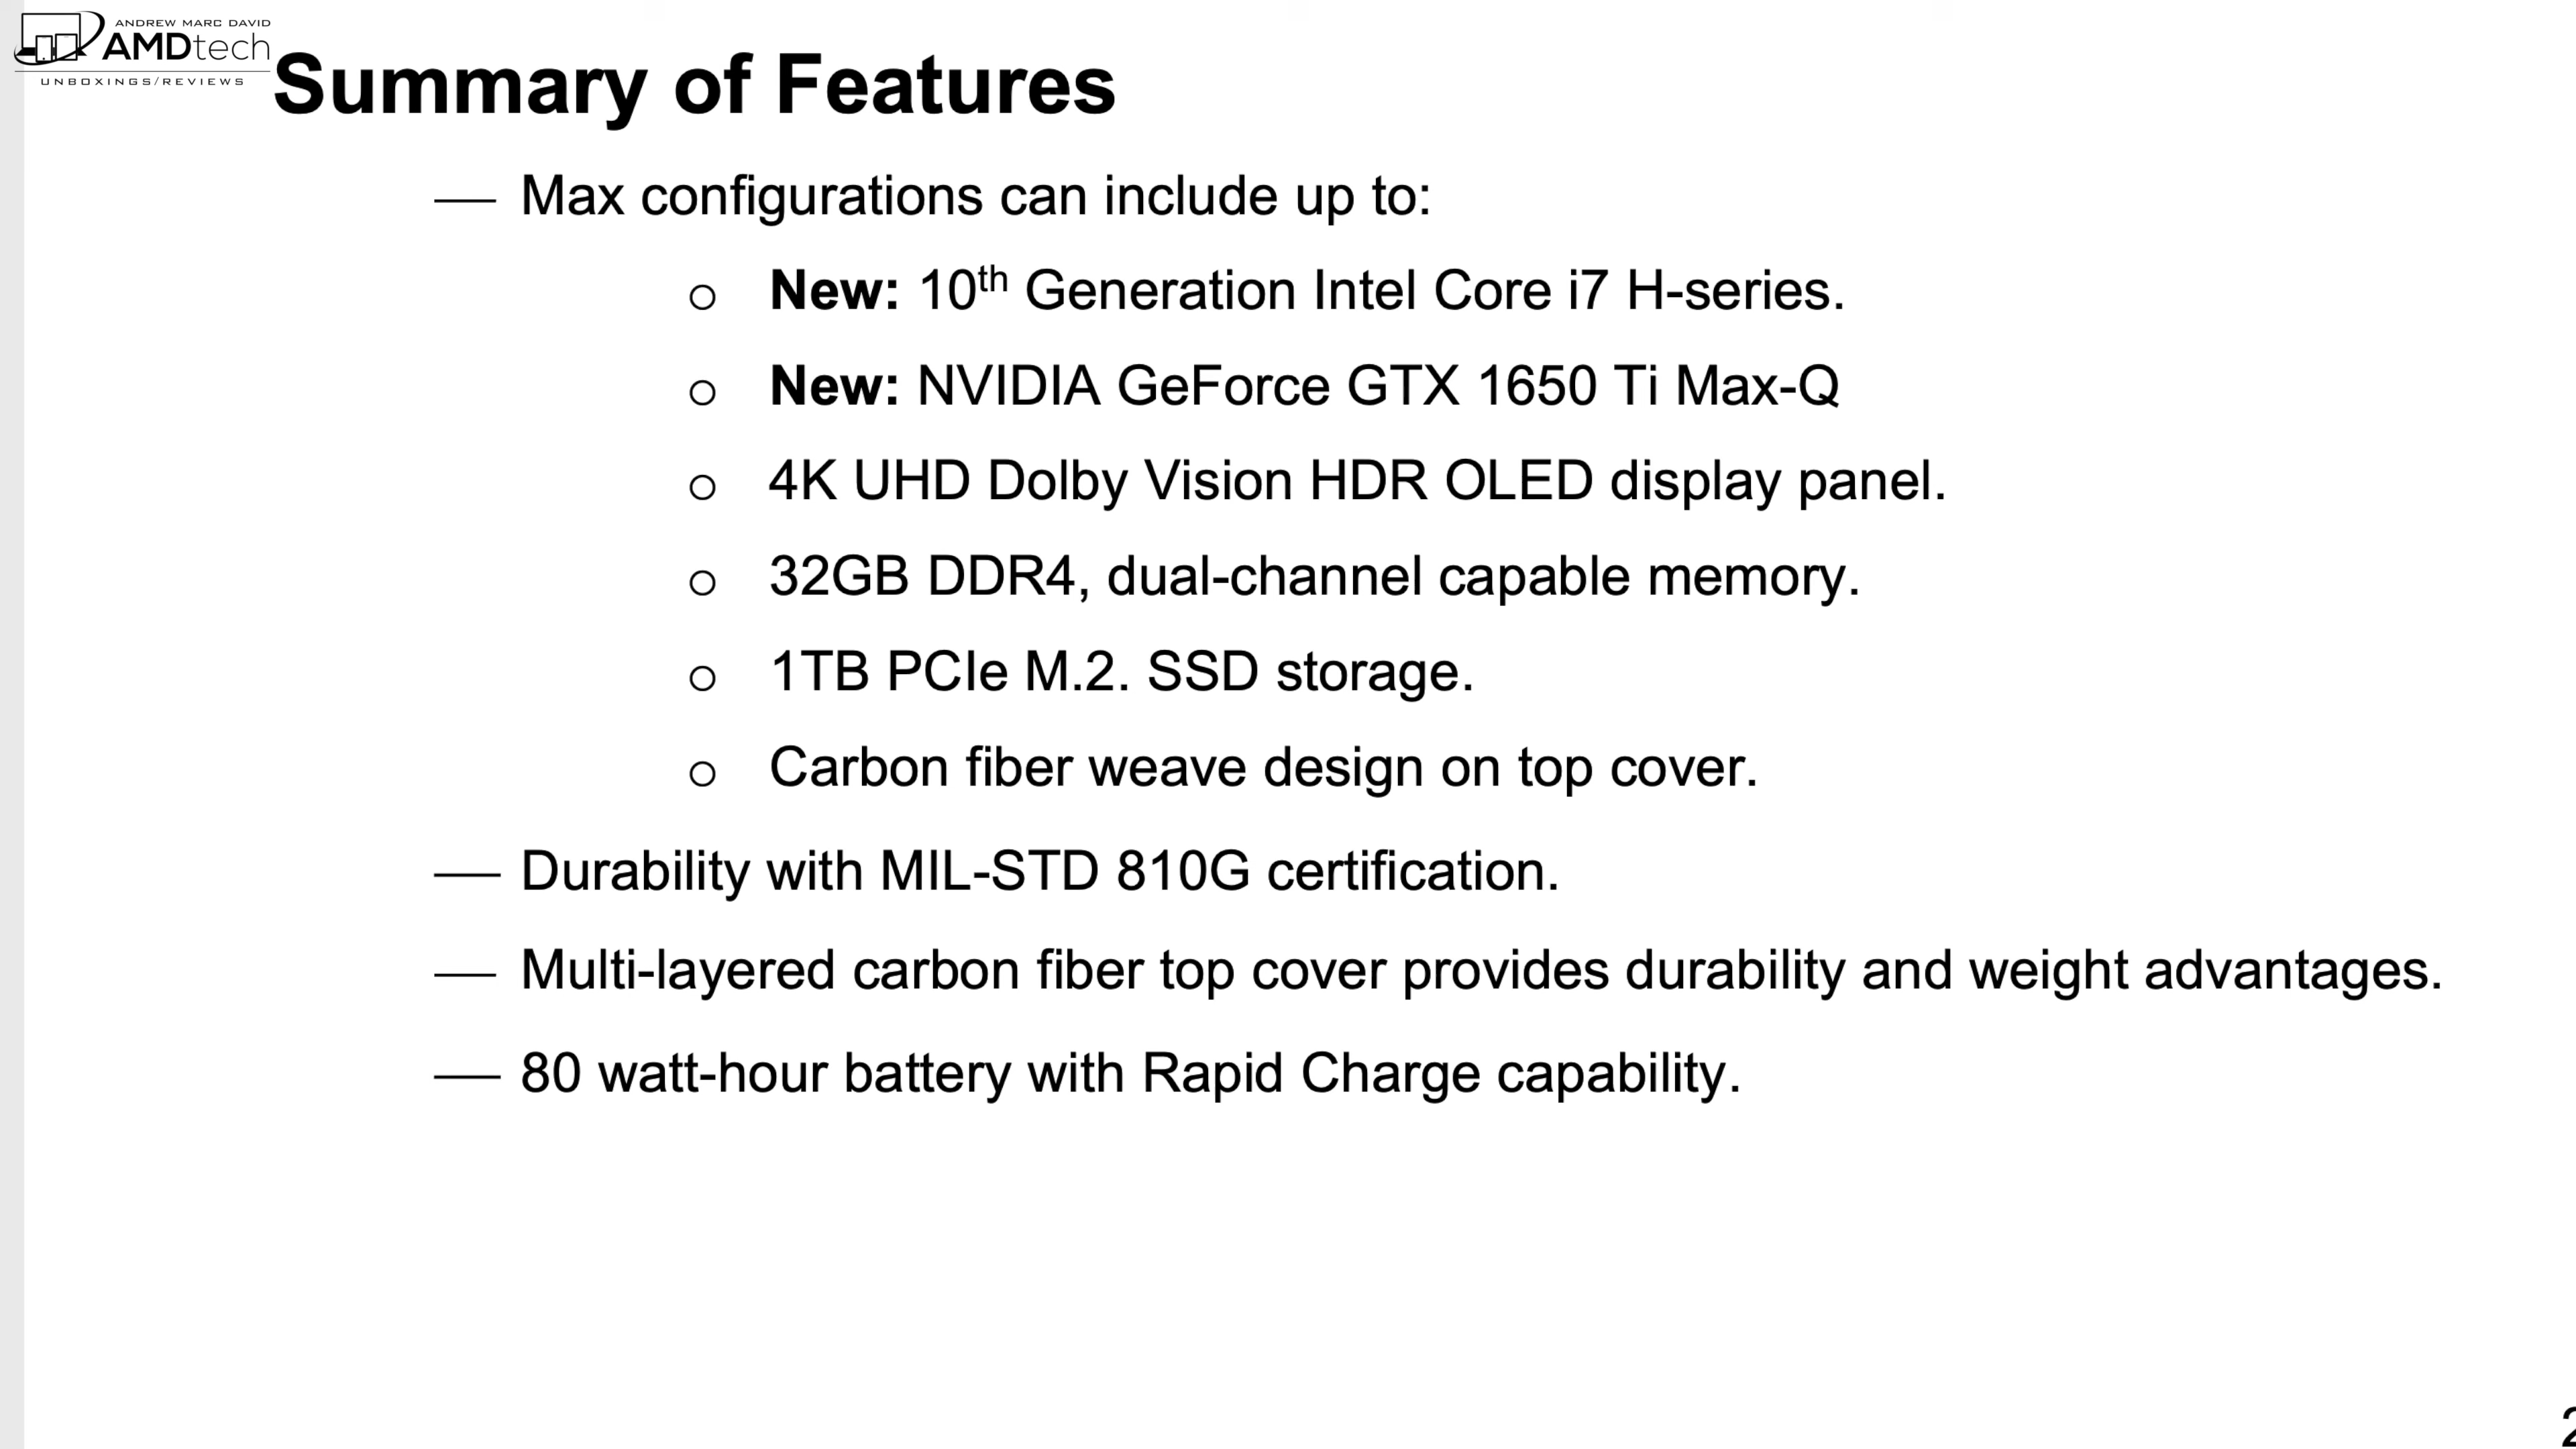 ANDREW MARC DAVID
AMDtech
UNBOXINGS/REVIEWS
Summary of Features
— Max configurations can include up to:
o New: 10th Generation Intel Core i7 H-series.
o New: NVIDIA GeForce GTX 1650 Ti Max-Q
o 4K UHD Dolby Vision HDR OLED display panel.
o 32GB DDR4, dual-channel capable memory.
o 1TB PCIe M.2. SSD storage.
o Carbon fiber weave design on top cover.
— Durability with MIL-STD 810G certification.
— Multi-layered carbon fiber top cover provides durability and weight advantages.
— 80 watt-hour battery with Rapid Charge capability.